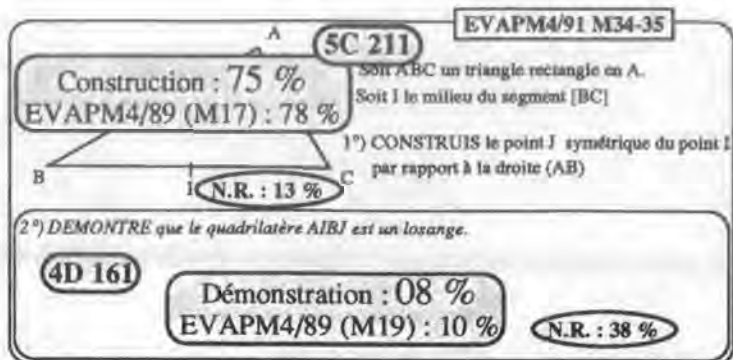 EVAPM4/91 M34-35
A
5C 211
Construction : 75 %
EVAPM4/89 (M17) : 78 %
Soit ABC un triangle rectangle en A.
Soit I le milieu du segment [BC]
1°) CONSTRUIS le point J symétrique du point I
par rapport à la droite (AB)
B
I
C
N.R. : 13 %
2°) DEMONTRE que le quadrilatère AIBJ est un losange.
4D 161
Démonstration : 08 %
EVAPM4/89 (M19) : 10 %
N.R. : 38 %